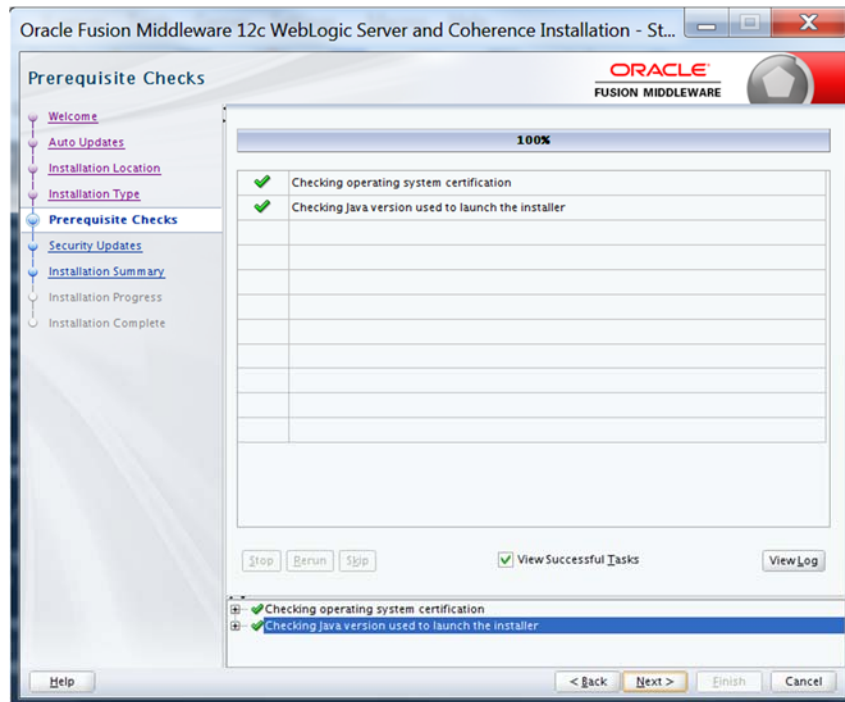 Oracle Fusion Middleware 12c WebLogic Server and Coherence Installation - St...
Prerequisite Checks
ORACLE
FUSION MIDDLEWARE
Welcome
Auto Updates
Installation Location
Installation Type
Prerequisite Checks
Security Updates
Installation Summary
Installation Progress
Installation Complete
100%
Checking operating system certification
Checking Java version used to launch the installer
Stop Rerun Skip View Successful Tasks View Log
Checking operating system certification
Checking Java version used to launch the installer
Help < Back Next > Finish Cancel